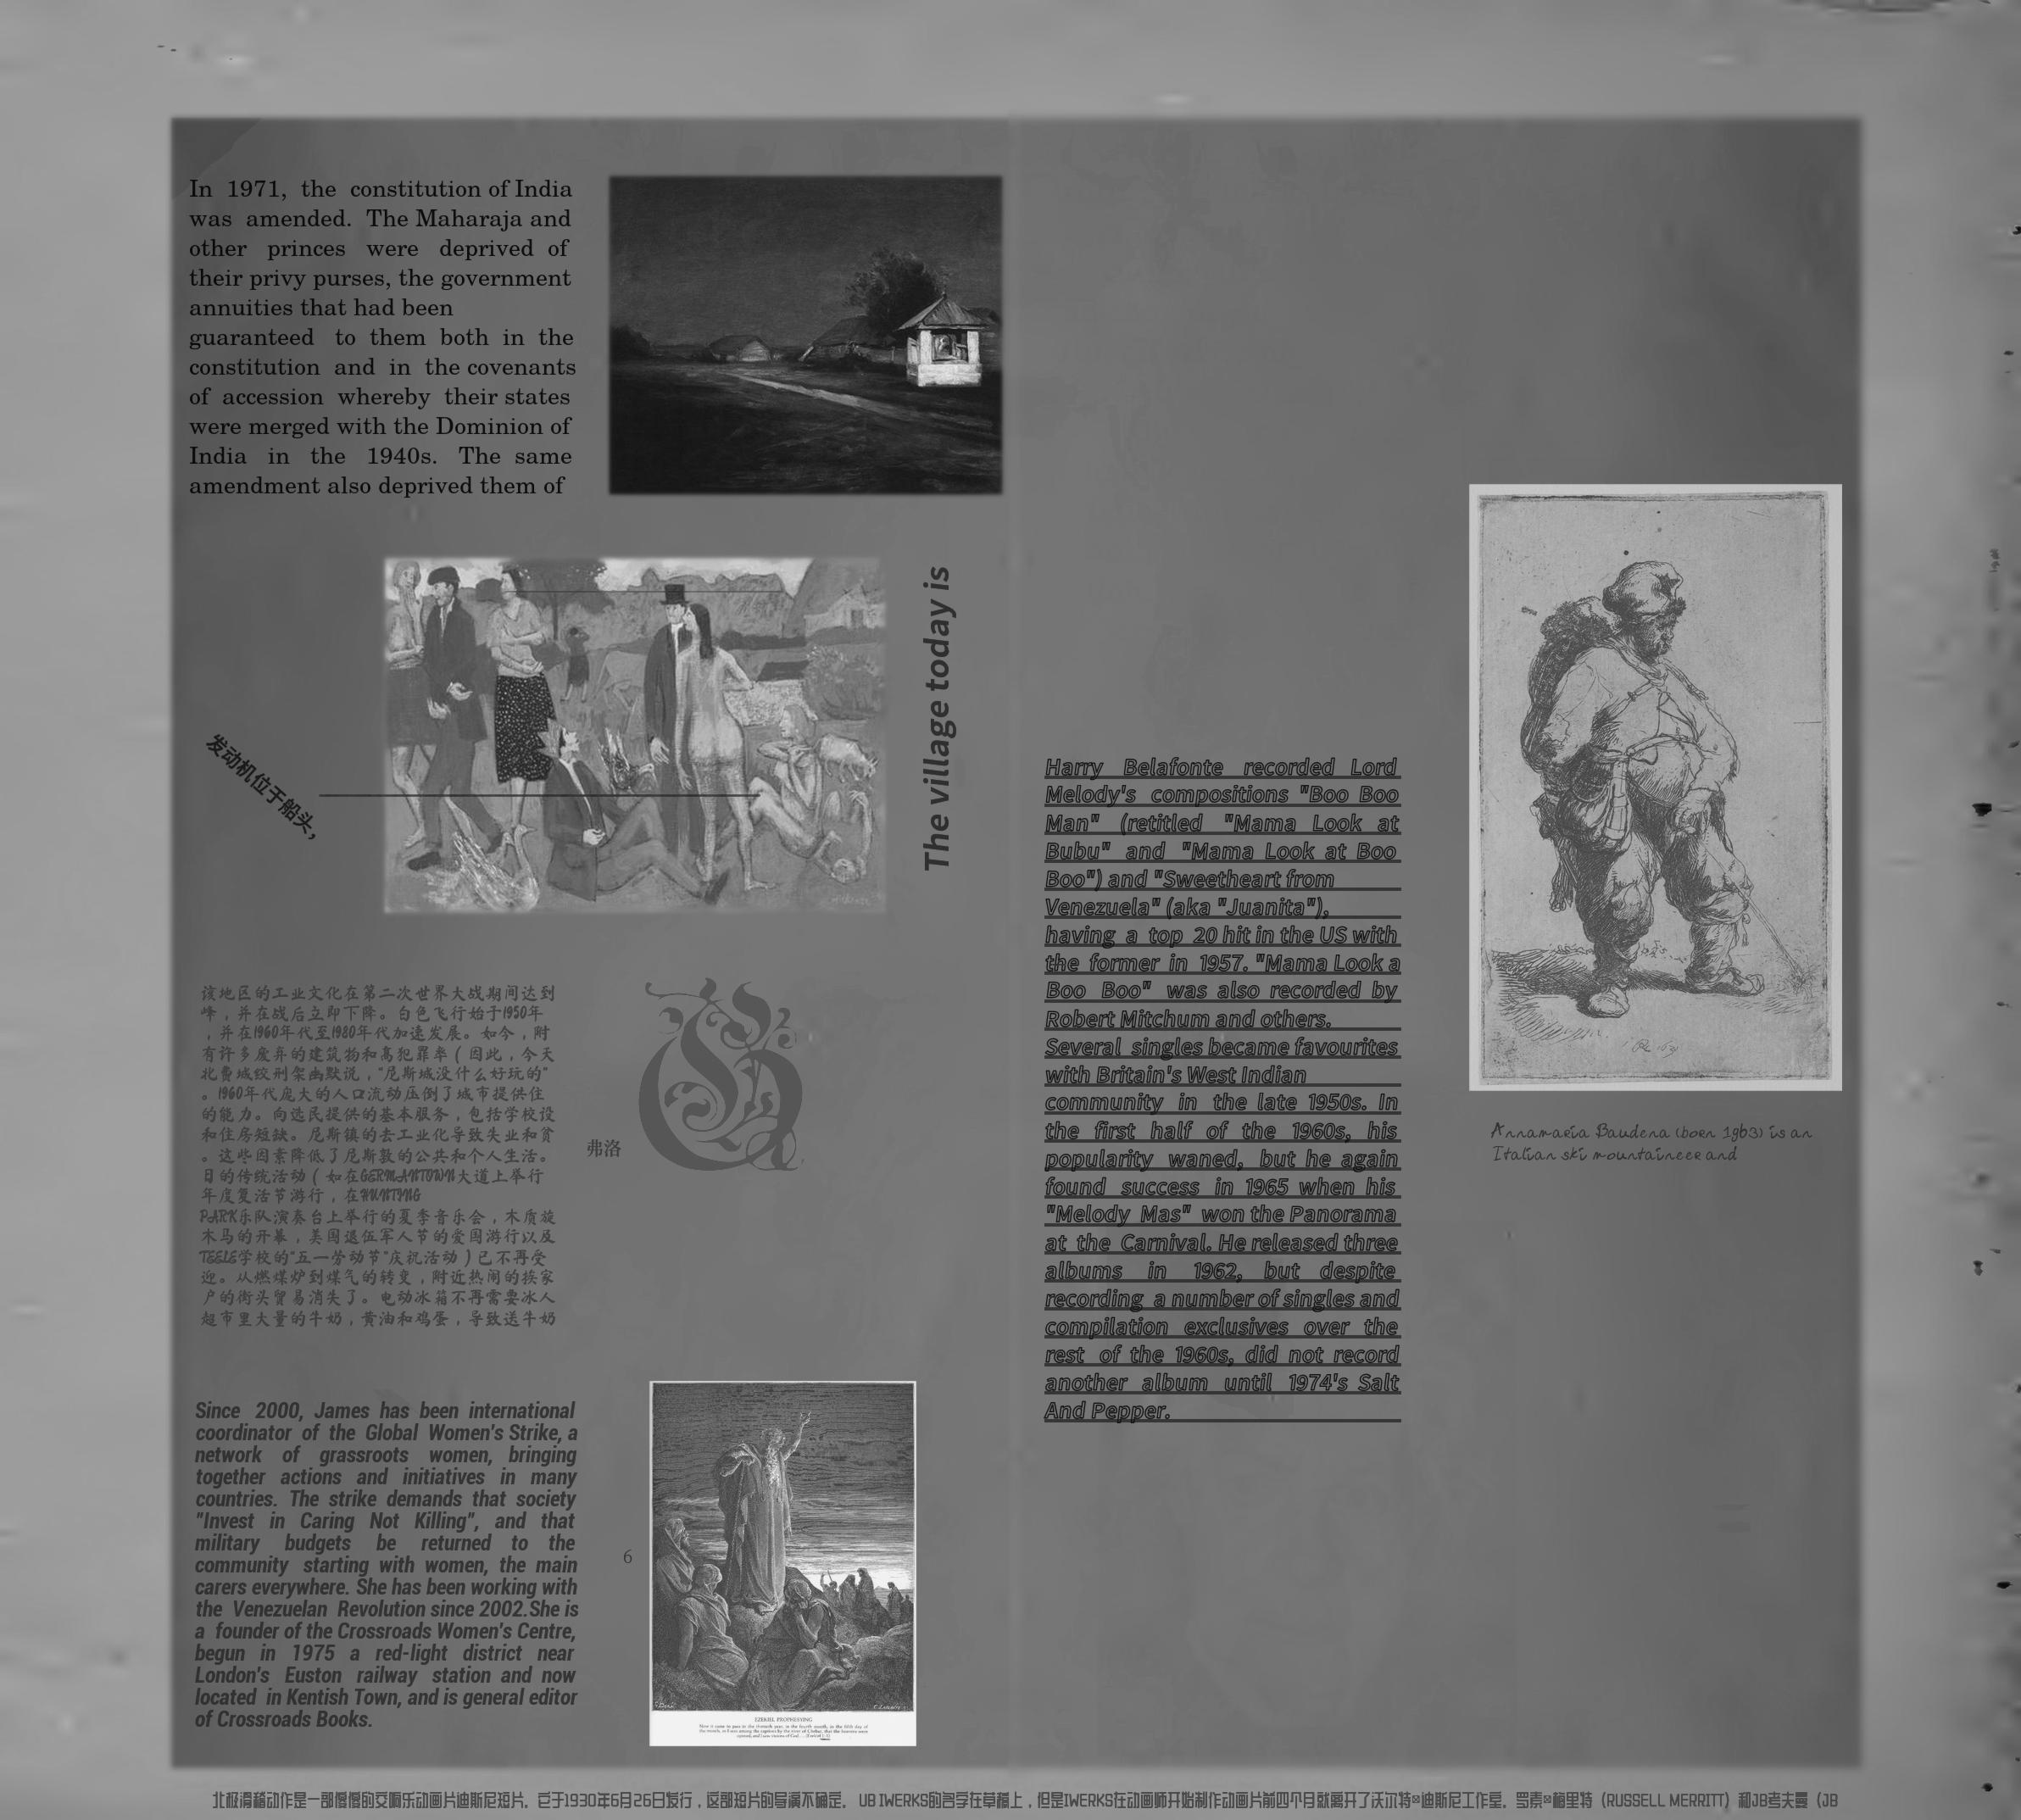 In 1971, the constitution of India
was amended. The Maharaja and
other princes were deprived of
their privy purses, the government
annuities that had been
guaranteed to them both in the
constitution and in the covenants
of accession whereby their states
were merged with the Dominion of
India in the 1940s. The same
amendment also deprived them of
The village today is
发动机位于船头，
该地区的工业文化在第二次世界大战期间达到
峰，并在战后立即下降。白色飞行始于1950年
，并在1960年代至1980年代加速发展。如今，附
有许多废弃的建筑物和高犯罪率（因此，今天
北费城绞刑架幽默说，“尼斯城没什么好玩的”
。1960年代庞大的人口流动压倒了城市提供住
的能力。向选民提供的基本服务，包括学校设
和住房短缺。尼斯镇的去工业化导致失业和贫
。这些因素降低了尼斯敦的公共和个人生活。
日的传统活动（如在GERMANTOWN大道上举行
年度复活节游行，在HUNTING
PARK乐队演奏台上举行的夏季音乐会，木质旋
木马的开幕，美国退伍军人节的爱国游行以及
TEELE学校的“五一劳动节”庆祝活动）已不再受
迎。从燃煤炉到煤气的转变，附近热闹的挨家
户的街头贸易消失了。电动冰箱不再需要冰人
超市里大量的牛奶，黄油和鸡蛋，导致送牛奶
弗洛
Since 2000, James has been international
coordinator of the Global Women's Strike, a
network of grassroots women, bringing
together actions and initiatives in many
countries. The strike demands that society
"Invest in Caring Not Killing", and that
military budgets be returned to the
community starting with women, the main
carers everywhere. She has been working with
the Venezuelan Revolution since 2002.She is
a founder of the Crossroads Women's Centre,
begun in 1975 a red-light district near
London's Euston railway station and now
located in Kentish Town, and is general editor
of Crossroads Books.
6
EZEKIEL PROPHESYING
Harry Belafonte recorded Lord
Melody's compositions "Boo Boo
Man" (retitled "Mama Look at
Bubu" and "Mama Look at Boo
Boo") and "Sweetheart from
Venezuela" (aka "Juanita"),
having a top 20 hit in the US with
the former in 1957. "Mama Look a
Boo Boo" was also recorded by
Robert Mitchum and others.
Several singles became favourites
with Britain's West Indian
community in the late 1950s. In
the first half of the 1960s, his
popularity waned, but he again
found success in 1965 when his
"Melody Mas" won the Panorama
at the Carnival. He released three
albums in 1962, but despite
recording a number of singles and
compilation exclusives over the
rest of the 1960s, did not record
another album until 1974's Salt
And Pepper.
Annamaria Baudena (born 1963) is an
Italian ski mountaineer and
北极滑稽动作是一部傻傻的交响乐动画片迪斯尼短片。它于1930年6月26日发行，这部短片的导演不确定。 UB IWERKS的名字在草稿上，但是IWERKS在动画师开始制作动画片前四个月就离开了沃尔特·迪斯尼工作室。罗素·梅里特（RUSSELL MERRITT）和JB考夫曼（JB